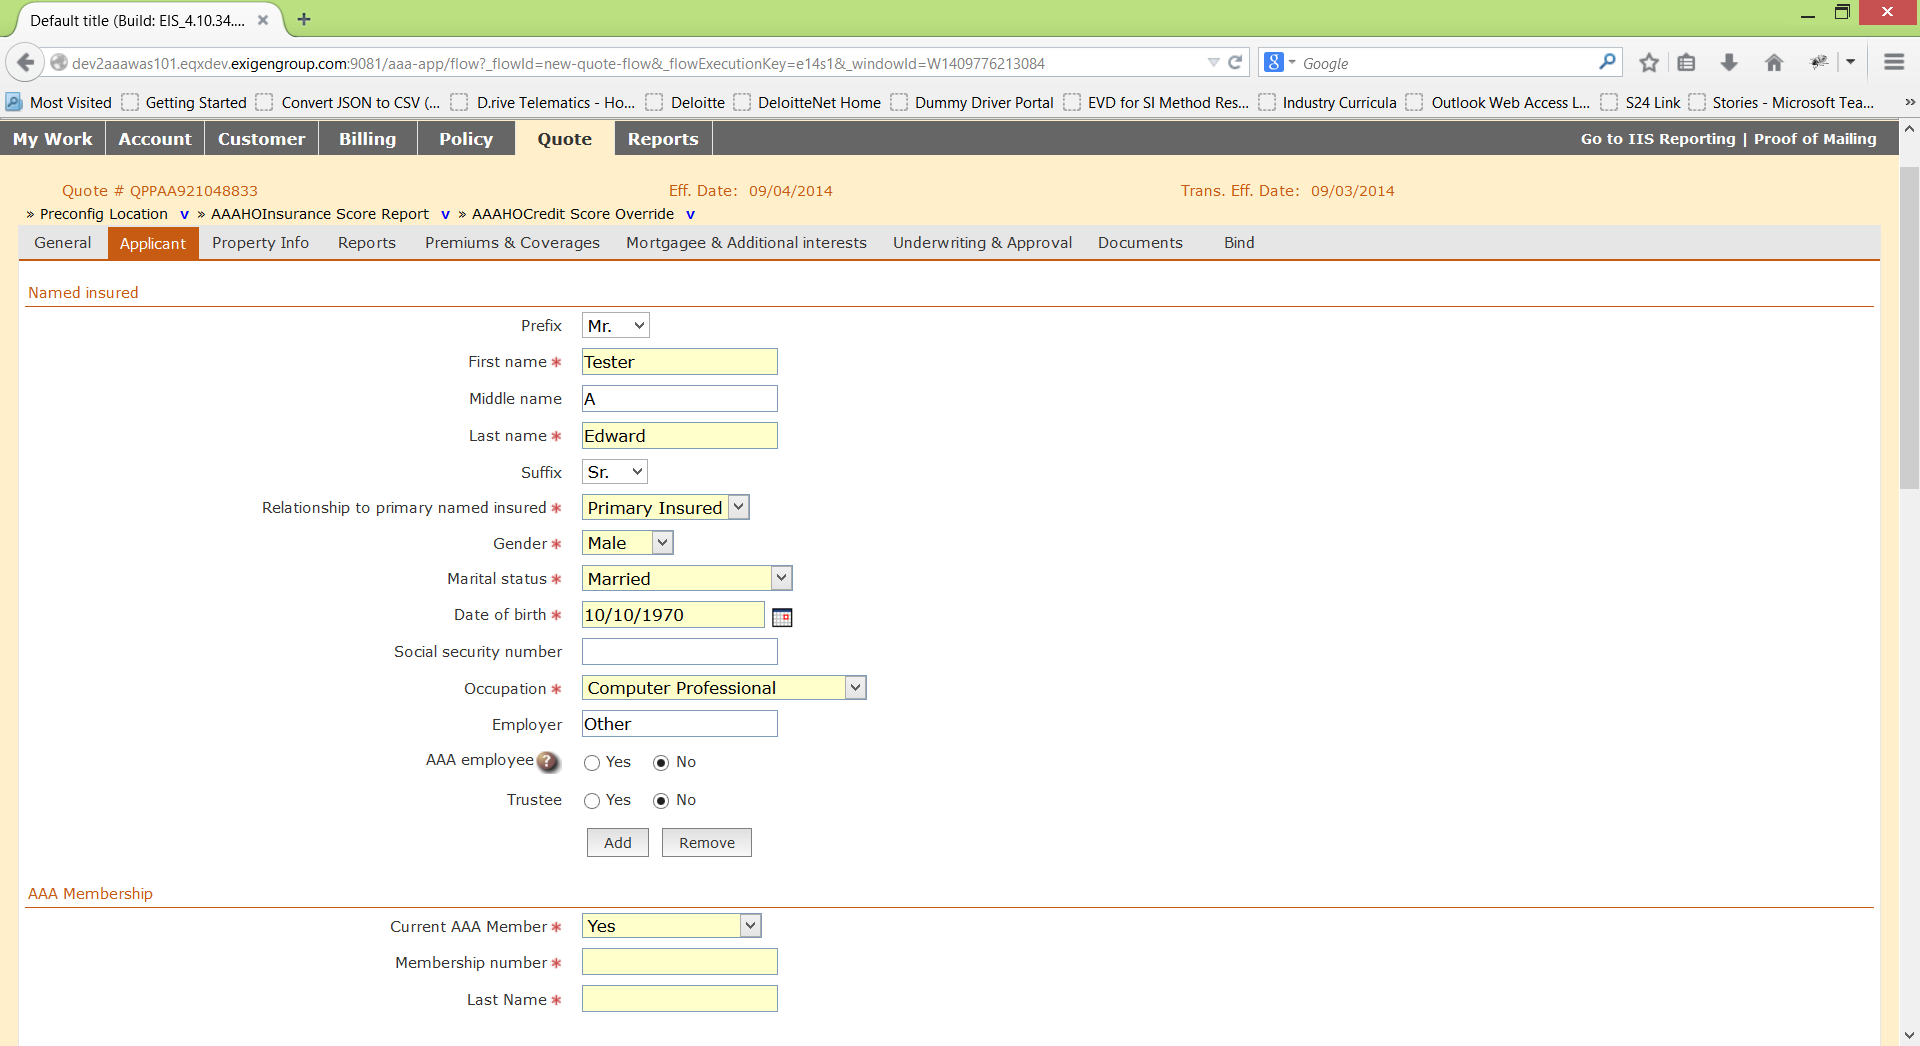 Default title (Build: EIS_4.10.34....
dev2aaawas101.eqxdev.exigengroup.com:9081/aaa-app/flow?_flowId=new-quote-flow&_flowExecutionKey=e14s1&_windowId=W1409776213084
8 Google
Most Visited Getting Started Convert JSON to CSV (... D.rive Telematics - Ho... Deloitte DeloitteNet Home Dummy Driver Portal EVD for SI Method Res... Industry Curricula Outlook Web Access L... S24 Link Stories - Microsoft Tea... »
My Work Account Customer Billing Policy Quote Reports Go to IIS Reporting | Proof of Mailing
Quote # QPPAA921048833 Eff. Date: 09/04/2014 Trans. Eff. Date: 09/03/2014
» Preconfig Location v » AAAHOInsurance Score Report v » AAAHOCredit Score Override v
General Applicant Property Info Reports Premiums & Coverages Mortgagee & Additional interests Underwriting & Approval Documents Bind
Named insured
Prefix Mr.
First name * Tester
Middle name A
Last name * Edward
Suffix Sr.
Relationship to primary named insured * Primary Insured
Gender * Male
Marital status * Married
Date of birth * 10/10/1970
Social security number
Occupation * Computer Professional
Employer Other
AAA employee ? Yes No
Trustee Yes No
Add Remove
AAA Membership
Current AAA Member * Yes
Membership number *
Last Name *